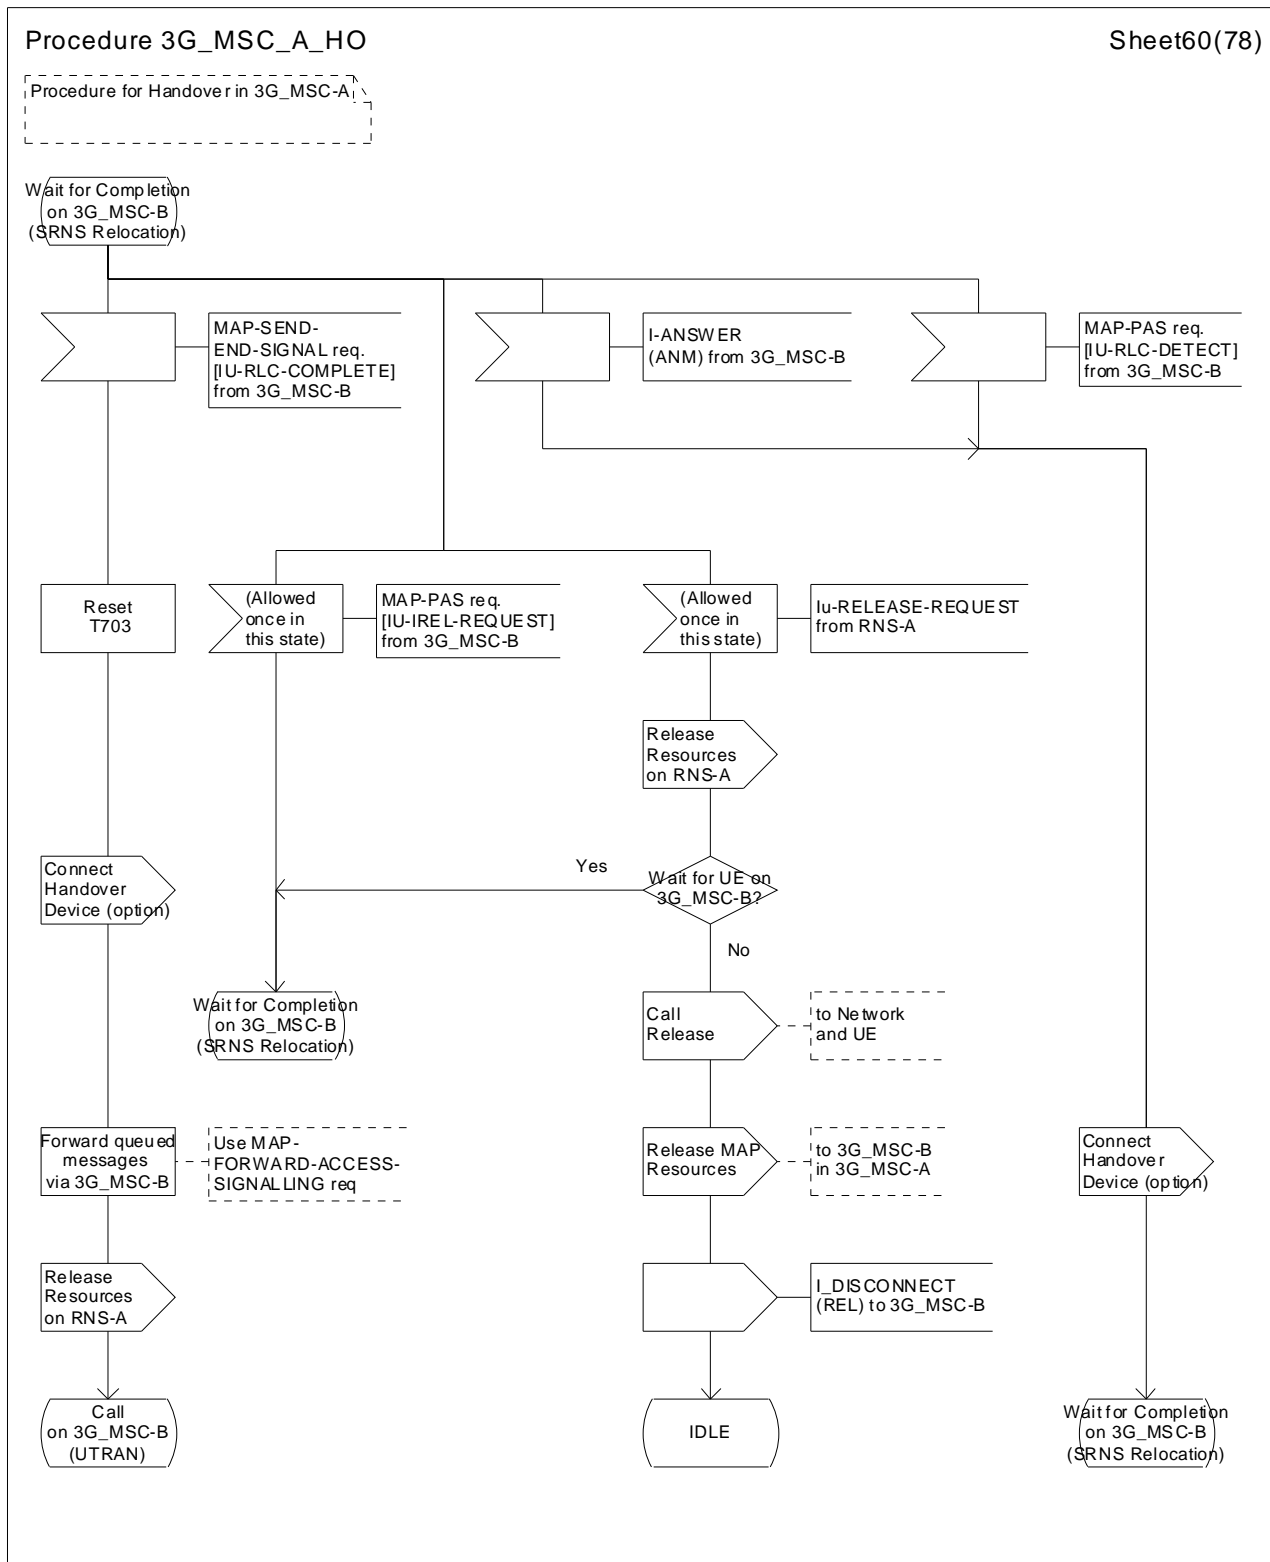 Procedure 3G_MSC_A_HO
Sheet60(78)
Procedure for Handover in 3G_MSC-A
Wait for Completion
on 3G_MSC-B
(SRNS Relocation)
MAP-SEND-
END-SIGNAL req.
[IU-RLC-COMPLETE]
from 3G_MSC-B
I-ANSWER
(ANM) from 3G_MSC-B
MAP-PAS req.
[IU-RLC-DETECT]
from 3G_MSC-B
Reset
T703
(Allowed
once in
this state)
MAP-PAS req.
[IU-IREL-REQUEST]
from 3G_MSC-B
(Allowed
once in
this state)
Iu-RELEASE-REQUEST
from RNS-A
Release
Resources
on RNS-A
Connect
Handover
Device (option)
Yes
Wait for UE on
3G_MSC-B?
No
Wait for Completion
on 3G_MSC-B
(SRNS Relocation)
Call
Release
to Network
and UE
Forward queued
messages
via 3G_MSC-B
Use MAP-
FORWARD-ACCESS-
SIGNALLING req
Release MAP
Resources
to 3G_MSC-B
in 3G_MSC-A
Connect
Handover
Device (option)
Release
Resources
on RNS-A
I_DISCONNECT
(REL) to 3G_MSC-B
Call
on 3G_MSC-B
(UTRAN)
IDLE
Wait for Completion
on 3G_MSC-B
(SRNS Relocation)